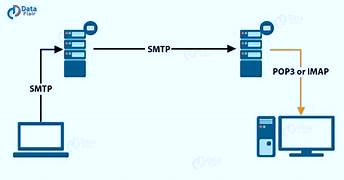 Data
Flair
SMTP
SMTP
POP3 or IMAP